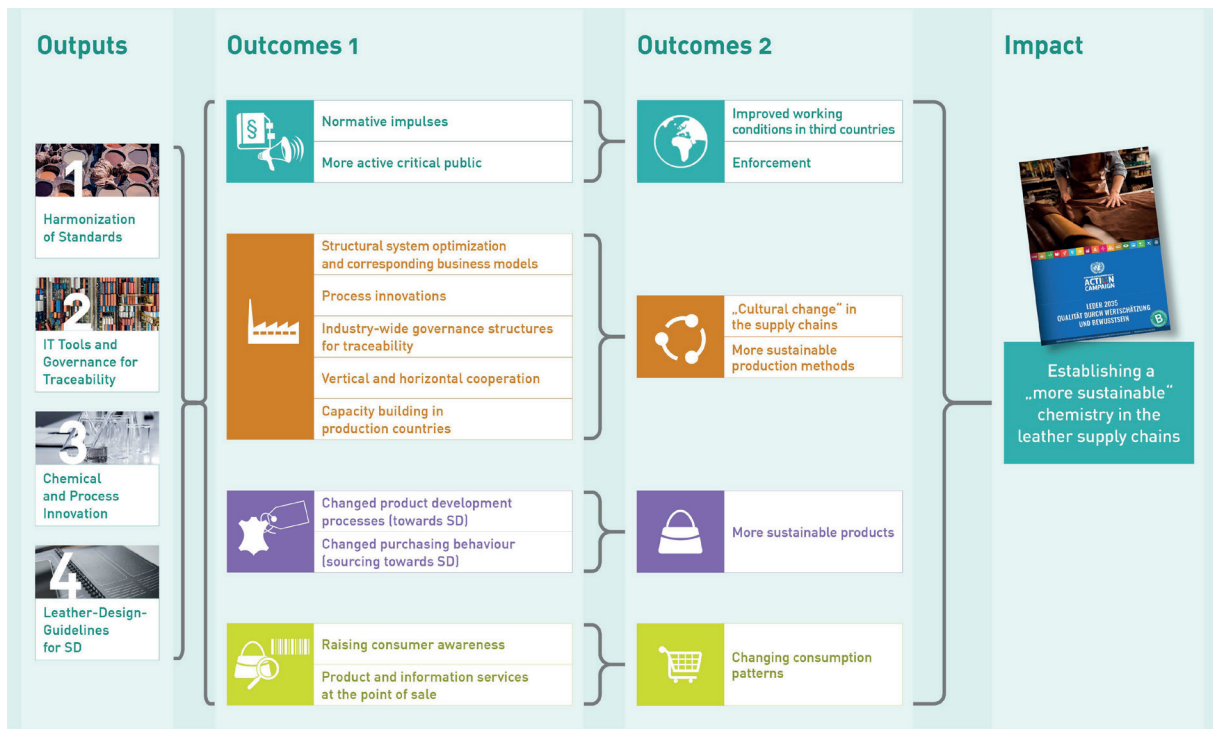 Outputs
Outcomes 1
Outcomes 2
Impact
1
Harmonization
of Standards
2
IT Tools and
Governance for
Traceability
3
Chemical
and Process
Innovation
4
Leather-Design-
Guidelines
for SD
§
Normative impulses
More active critical public
Structural system optimization
and corresponding business models
Process innovations
Industry-wide governance structures
for traceability
Vertical and horizontal cooperation
Capacity building in
production countries
Changed product development
processes (towards SD)
Changed purchasing behaviour
(sourcing towards SD)
Raising consumer awareness
Product and information services
at the point of sale
Improved working
conditions in third countries
Enforcement
„Cultural change“ in
the supply chains
More sustainable
production methods
More sustainable products
Changing consumption
patterns
ACTION
CAMPAIGN
LEDER 2035
QUALITÄT DURCH WERTSCHÄTZUNG
UND BEWUSSTSEIN
B
Establishing a
„more sustainable“
chemistry in the
leather supply chains